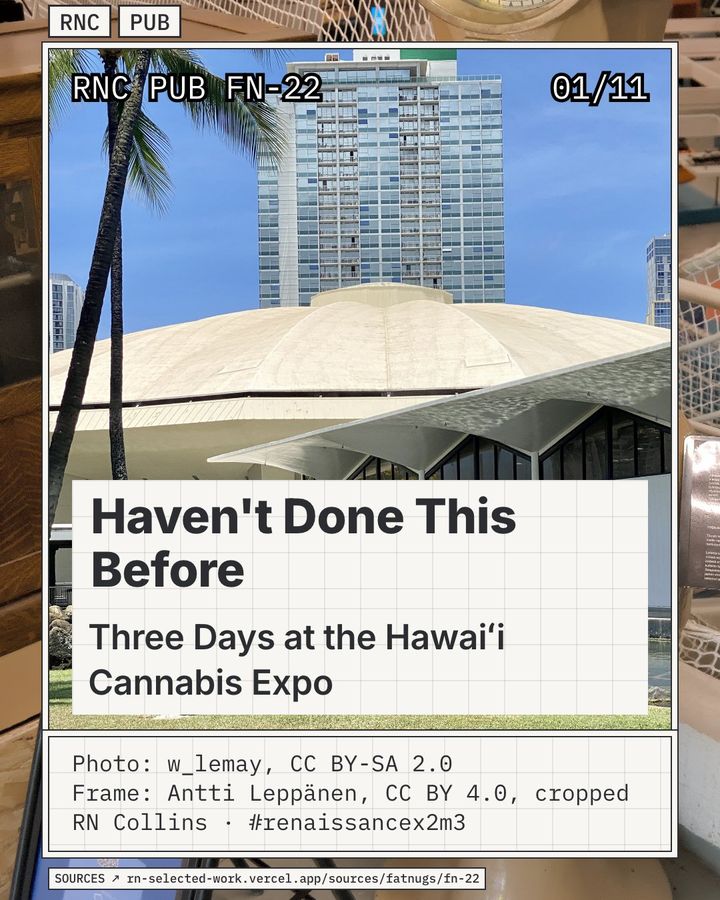 RNC PUB
RNC PUB FN-22
01/11
Haven't Done This
Before
Three Days at the Hawaiʻi
Cannabis Expo
Photo: w_lemay, CC BY-SA 2.0
Frame: Antti Leppänen, CC BY 4.0, cropped
RN Collins · #renaissancex2m3
SOURCES ↗ rn-selected-work.vercel.app/sources/fatnugs/fn-22